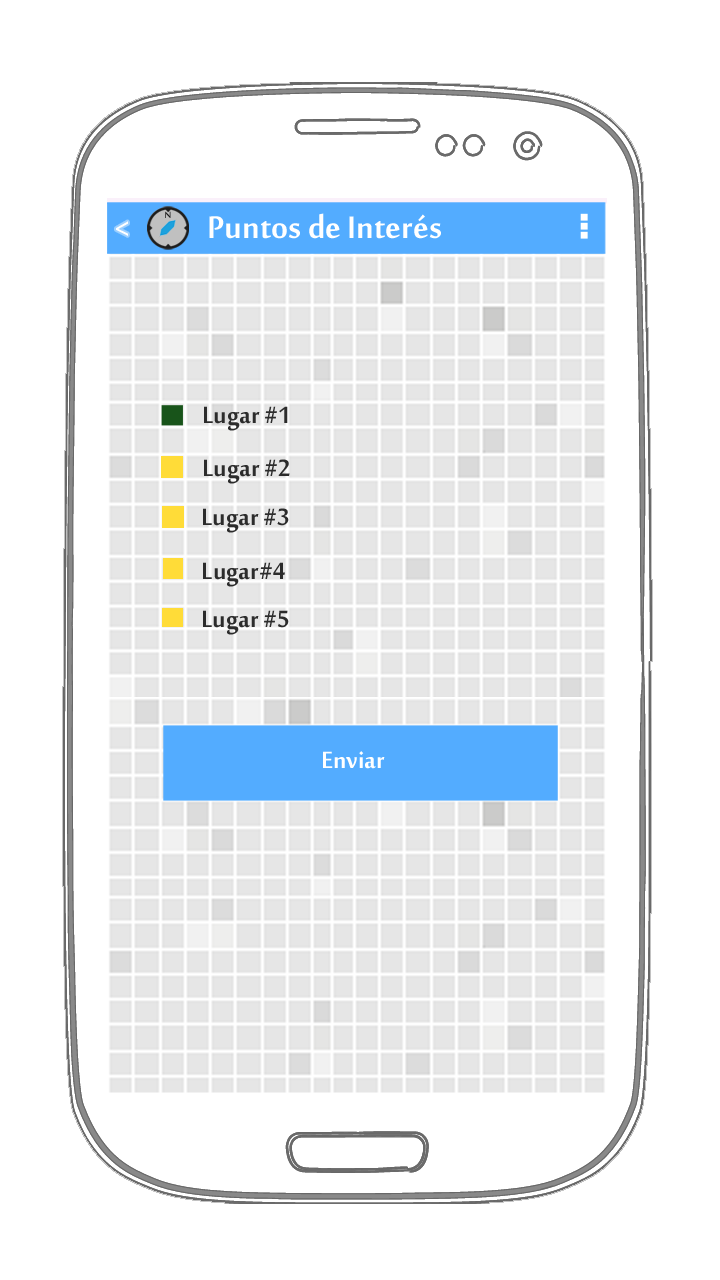 < N Puntos de Interés
Lugar #1
Lugar #2
Lugar #3
Lugar#4
Lugar #5
Enviar